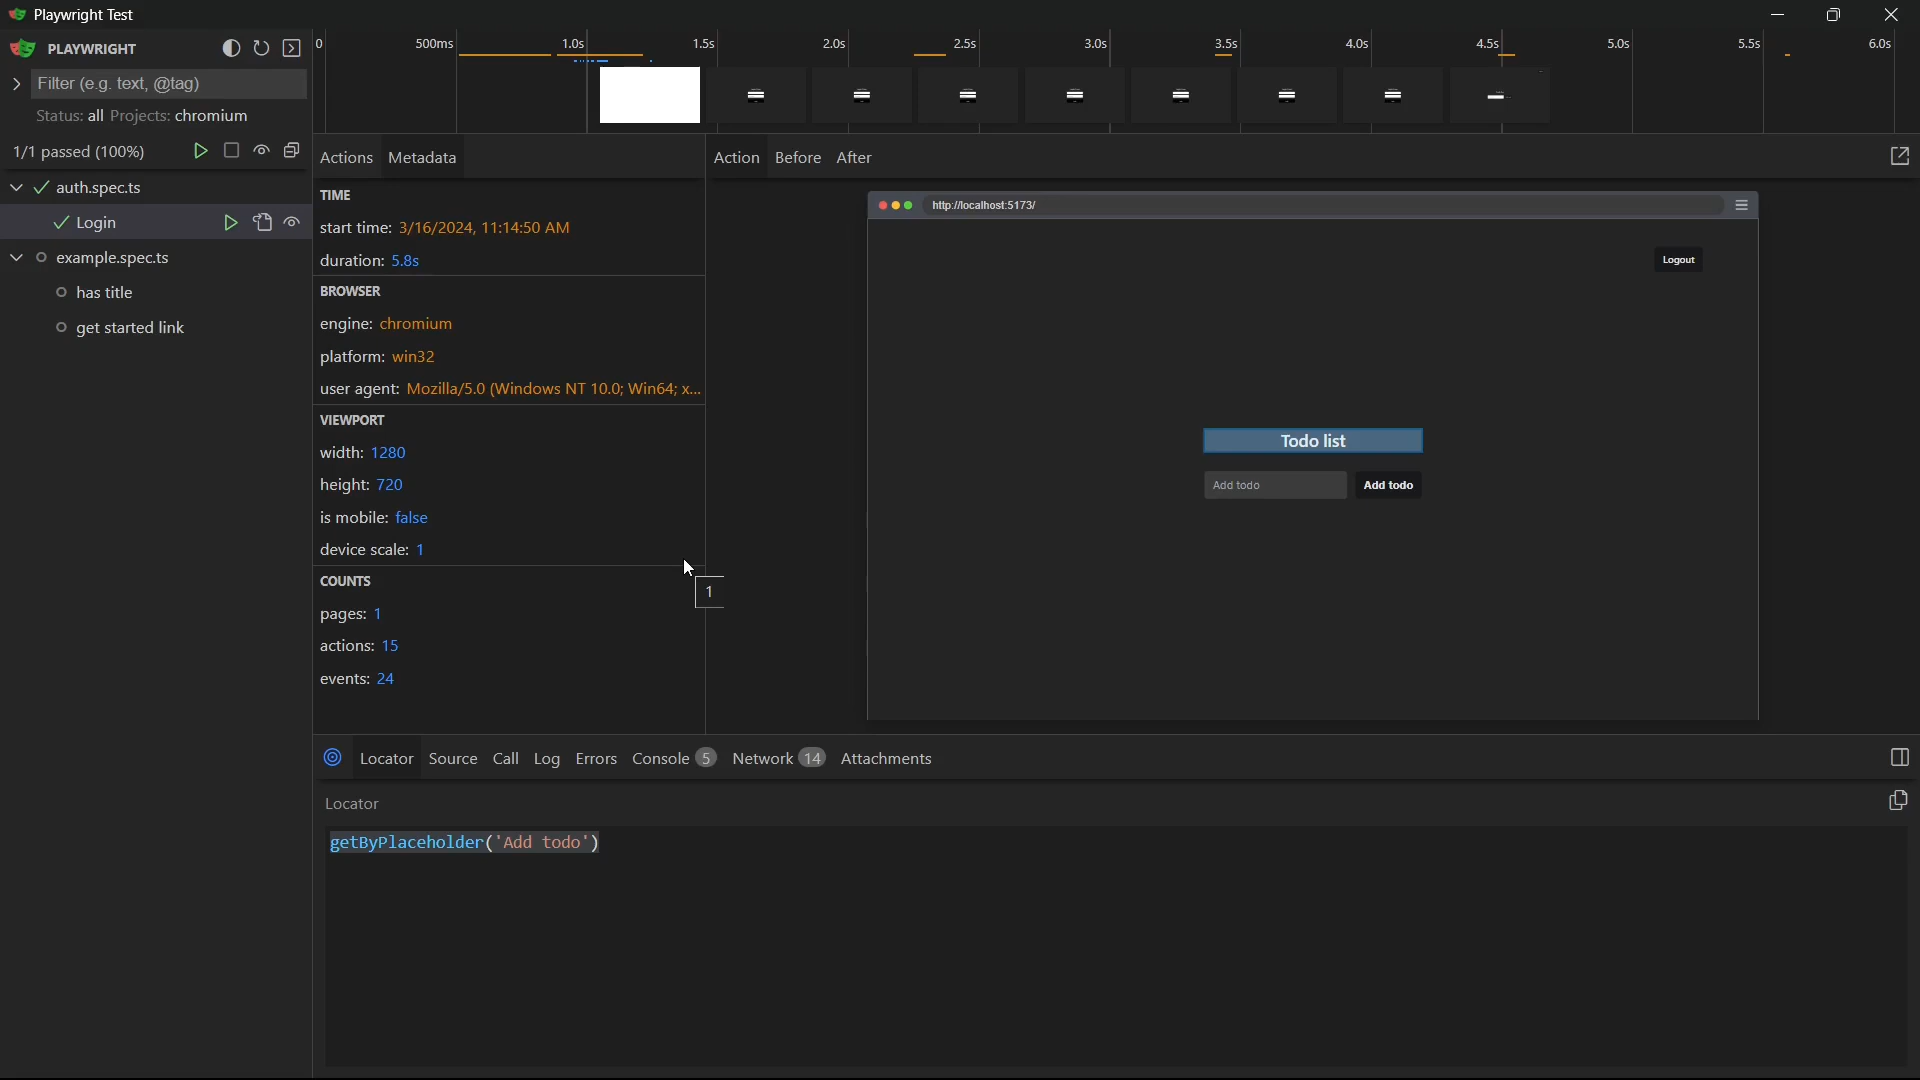 Playwright Test
PLAYWRIGHT
Filter (e.g. text, @tag)
Status: all Projects: chromium
1/1 passed (100%)
auth.spec.ts
Login
example.spec.ts
has title
get started link
0 500ms 1.0s 1.5s 2.0s 2.5s 3.0s 3.5s 4.0s 4.5s 5.0s 5.5s 6.0s
Actions Metadata
TIME
start time: 3/16/2024, 11:14:50 AM
duration: 5.8s
BROWSER
engine: chromium
platform: win32
user agent: Mozilla/5.0 (Windows NT 10.0; Win64; x...
VIEWPORT
width: 1280
height: 720
is mobile: false
device scale: 1
COUNTS
pages: 1
actions: 15
events: 24
1
Action Before After
http://localhost:5173/
Logout
Todo list
Add todo Add todo
Locator Source Call Log Errors Console 5 Network 14 Attachments
Locator
getByPlaceholder('Add todo')